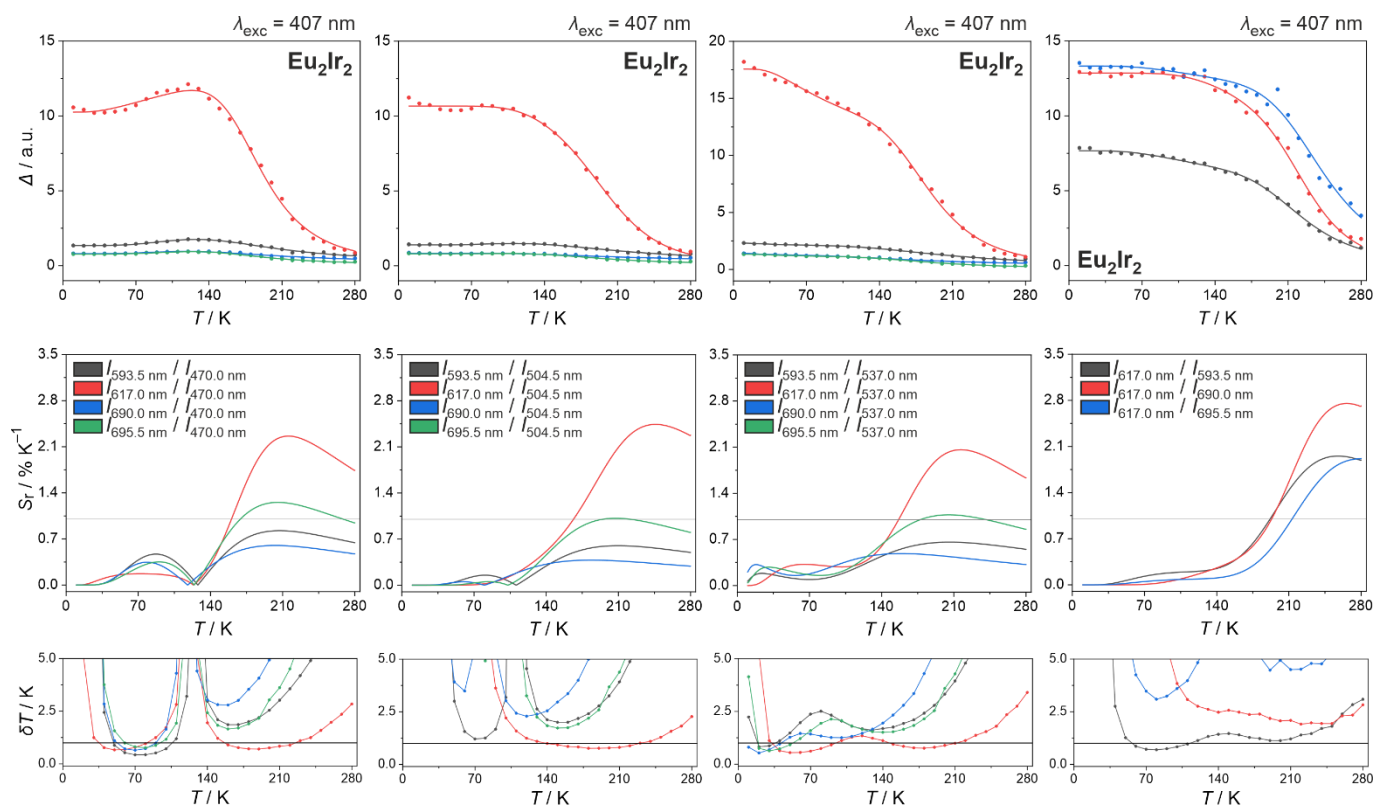 λexc = 407 nm
λexc = 407 nm
λexc = 407 nm
λexc = 407 nm
15
10
5
0
Δ / a.u.
Eu2Ir2
0 70 140 210 280
T / K
15
10
5
0
Eu2Ir2
0 70 140 210 280
T / K
20
15
10
5
0
Eu2Ir2
0 70 140 210 280
T / K
15
10
5
0
Eu2Ir2
0 70 140 210 280
T / K
3.5
2.8
2.1
1.4
0.7
0.0
Sr / % K−1
I593.5 nm / I470.0 nm
I617.0 nm / I470.0 nm
I690.0 nm / I470.0 nm
I695.5 nm / I470.0 nm
0 70 140 210 280
T / K
3.5
2.8
2.1
1.4
0.7
0.0
I593.5 nm / I504.5 nm
I617.0 nm / I504.5 nm
I690.0 nm / I504.5 nm
I695.5 nm / I504.5 nm
0 70 140 210 280
T / K
3.5
2.8
2.1
1.4
0.7
0.0
I593.5 nm / I537.0 nm
I617.0 nm / I537.0 nm
I690.0 nm / I537.0 nm
I695.5 nm / I537.0 nm
0 70 140 210 280
T / K
3.5
2.8
2.1
1.4
0.7
0.0
I617.0 nm / I593.5 nm
I617.0 nm / I690.0 nm
I617.0 nm / I695.5 nm
0 70 140 210 280
T / K
5.0
2.5
0.0
δT / K
0 70 140 210 280
T / K
5.0
2.5
0.0
0 70 140 210 280
T / K
5.0
2.5
0.0
0 70 140 210 280
T / K
5.0
2.5
0.0
0 70 140 210 280
T / K